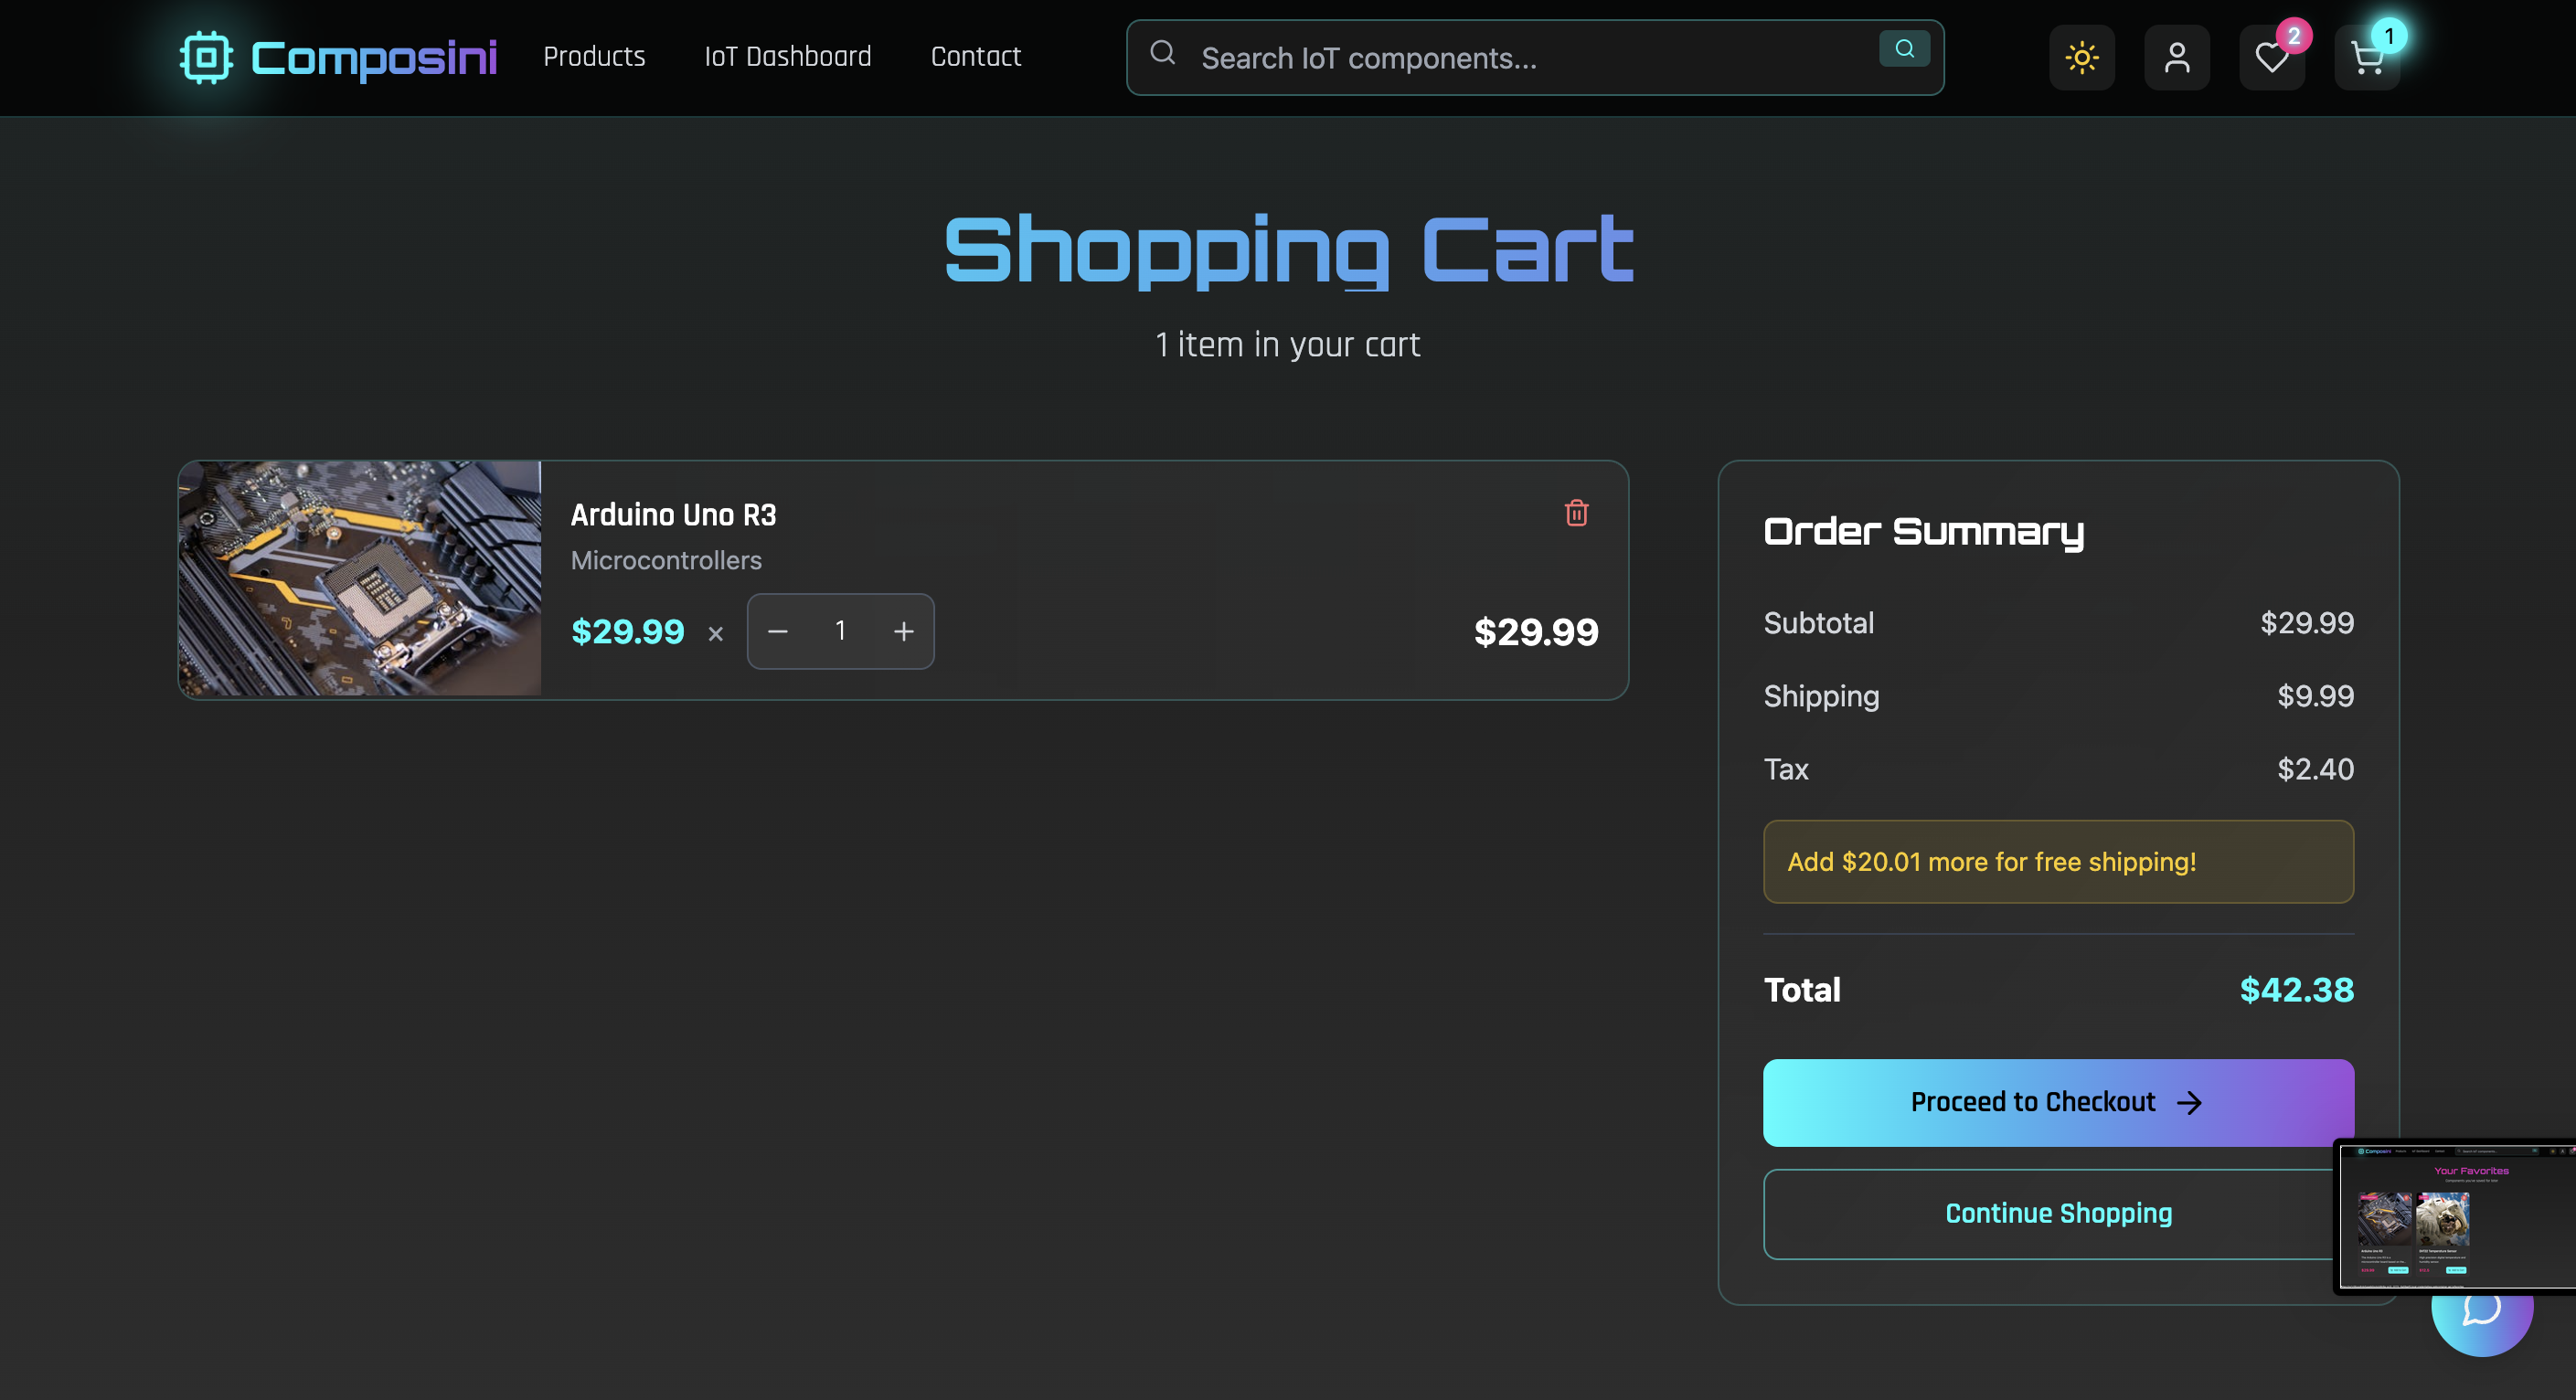 Composini
Products
IoT Dashboard
Contact
Search IoT components...
2
1
Shopping Cart
1 item in your cart
Arduino Uno R3
Microcontrollers
$29.99 × − 1 + $29.99
Order Summary
Subtotal $29.99
Shipping $9.99
Tax $2.40
Add $20.01 more for free shipping!
Total $42.38
Proceed to Checkout →
Continue Shopping
Your Favorites